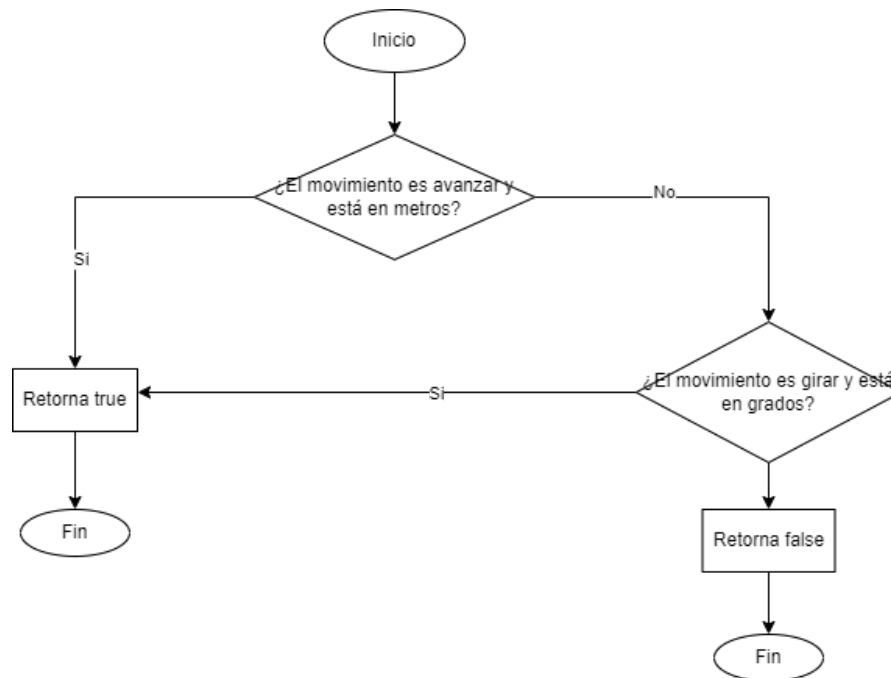 Inicio
¿El movimiento es avanzar y
está en metros?
No
Si
¿El movimiento es girar y está
en grados?
Retorna true
Si
Fin
Retorna false
Fin